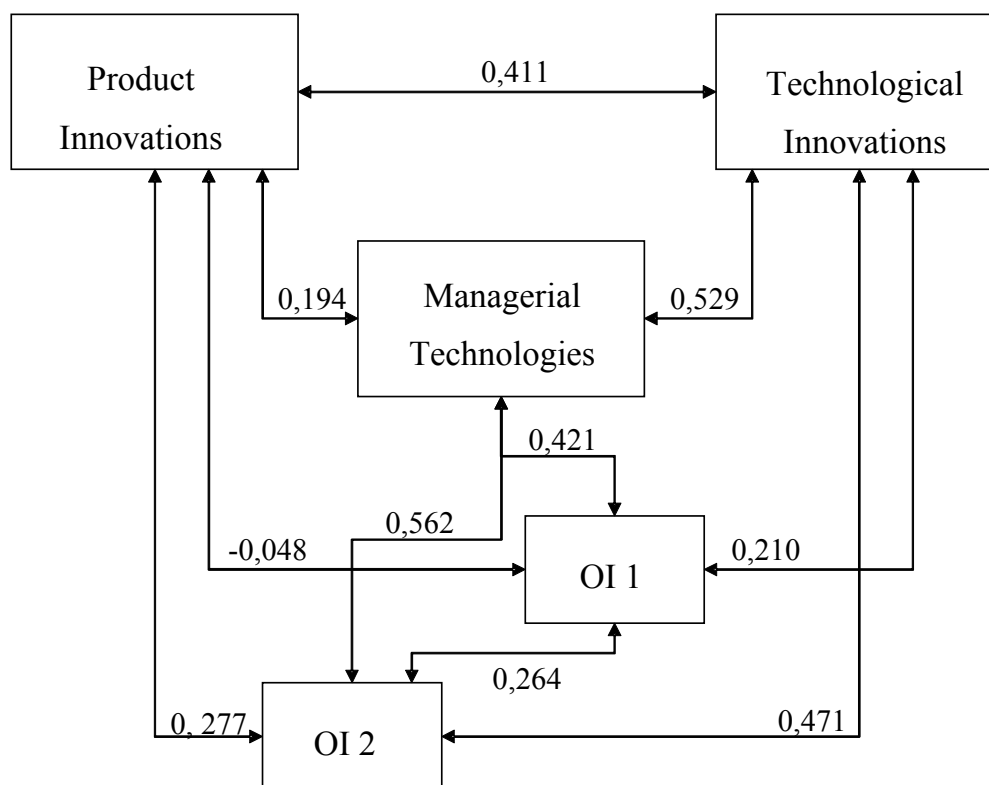 Product
Innovations
0,411
Technological
Innovations
0,194
Managerial
Technologies
0,529
0,421
0,562
-0,048
OI 1
0,210
0,264
0, 277
OI 2
0,471